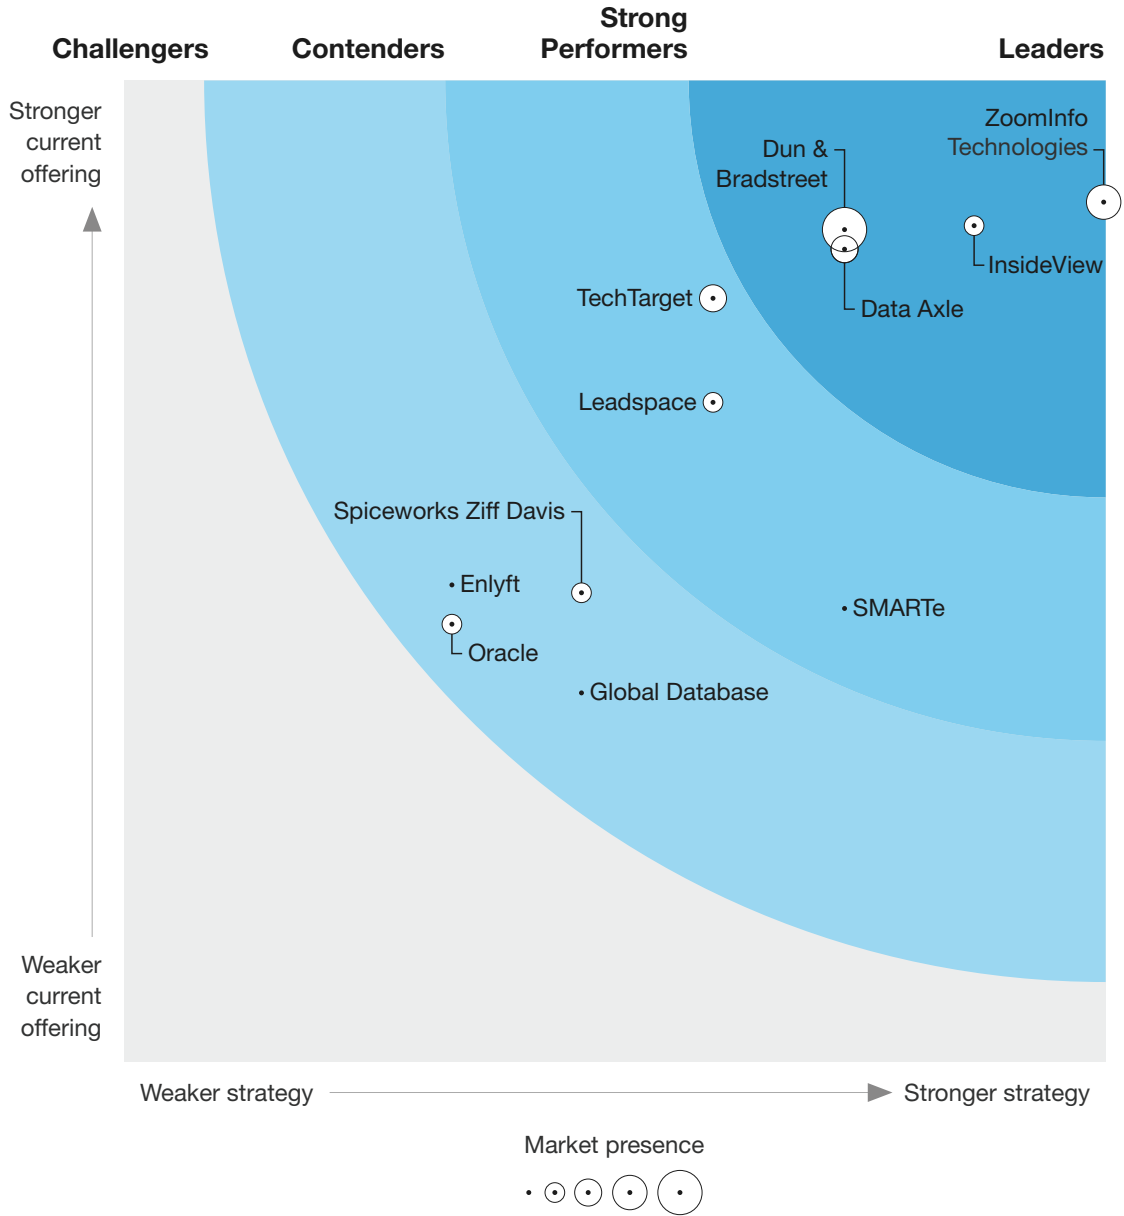 Challengers
Contenders
Strong
Performers
Leaders
Stronger
current
offering
ZoomInfo
Technologies
Dun &
Bradstreet
InsideView
Data Axle
TechTarget
Leadspace
Spiceworks Ziff Davis
Enlyft
SMARTe
Oracle
Global Database
Weaker
current
offering
Weaker strategy
Stronger strategy
Market presence